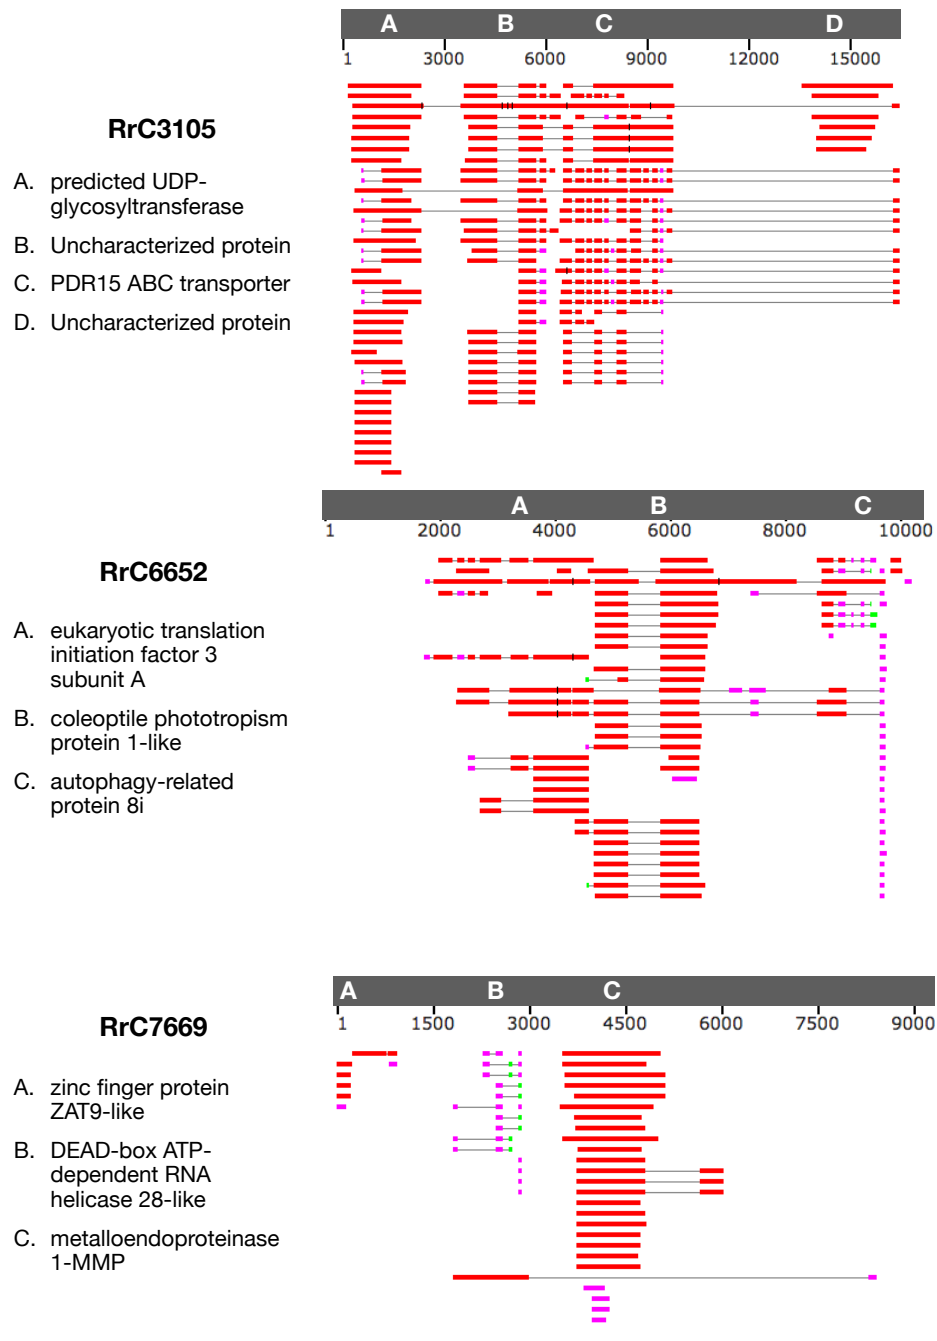 A B C D
1 3000 6000 9000 12000 15000
RrC3105
A. predicted UDP-
glycosyltransferase
B. Uncharacterized protein
C. PDR15 ABC transporter
D. Uncharacterized protein
A B C
1 2000 4000 6000 8000 10000
RrC6652
A. eukaryotic translation
initiation factor 3
subunit A
B. coleoptile phototropism
protein 1-like
C. autophagy-related
protein 8i
A B C
1 1500 3000 4500 6000 7500 9000
RrC7669
A. zinc finger protein
ZAT9-like
B. DEAD-box ATP-
dependent RNA
helicase 28-like
C. metalloendoproteinase
1-MMP